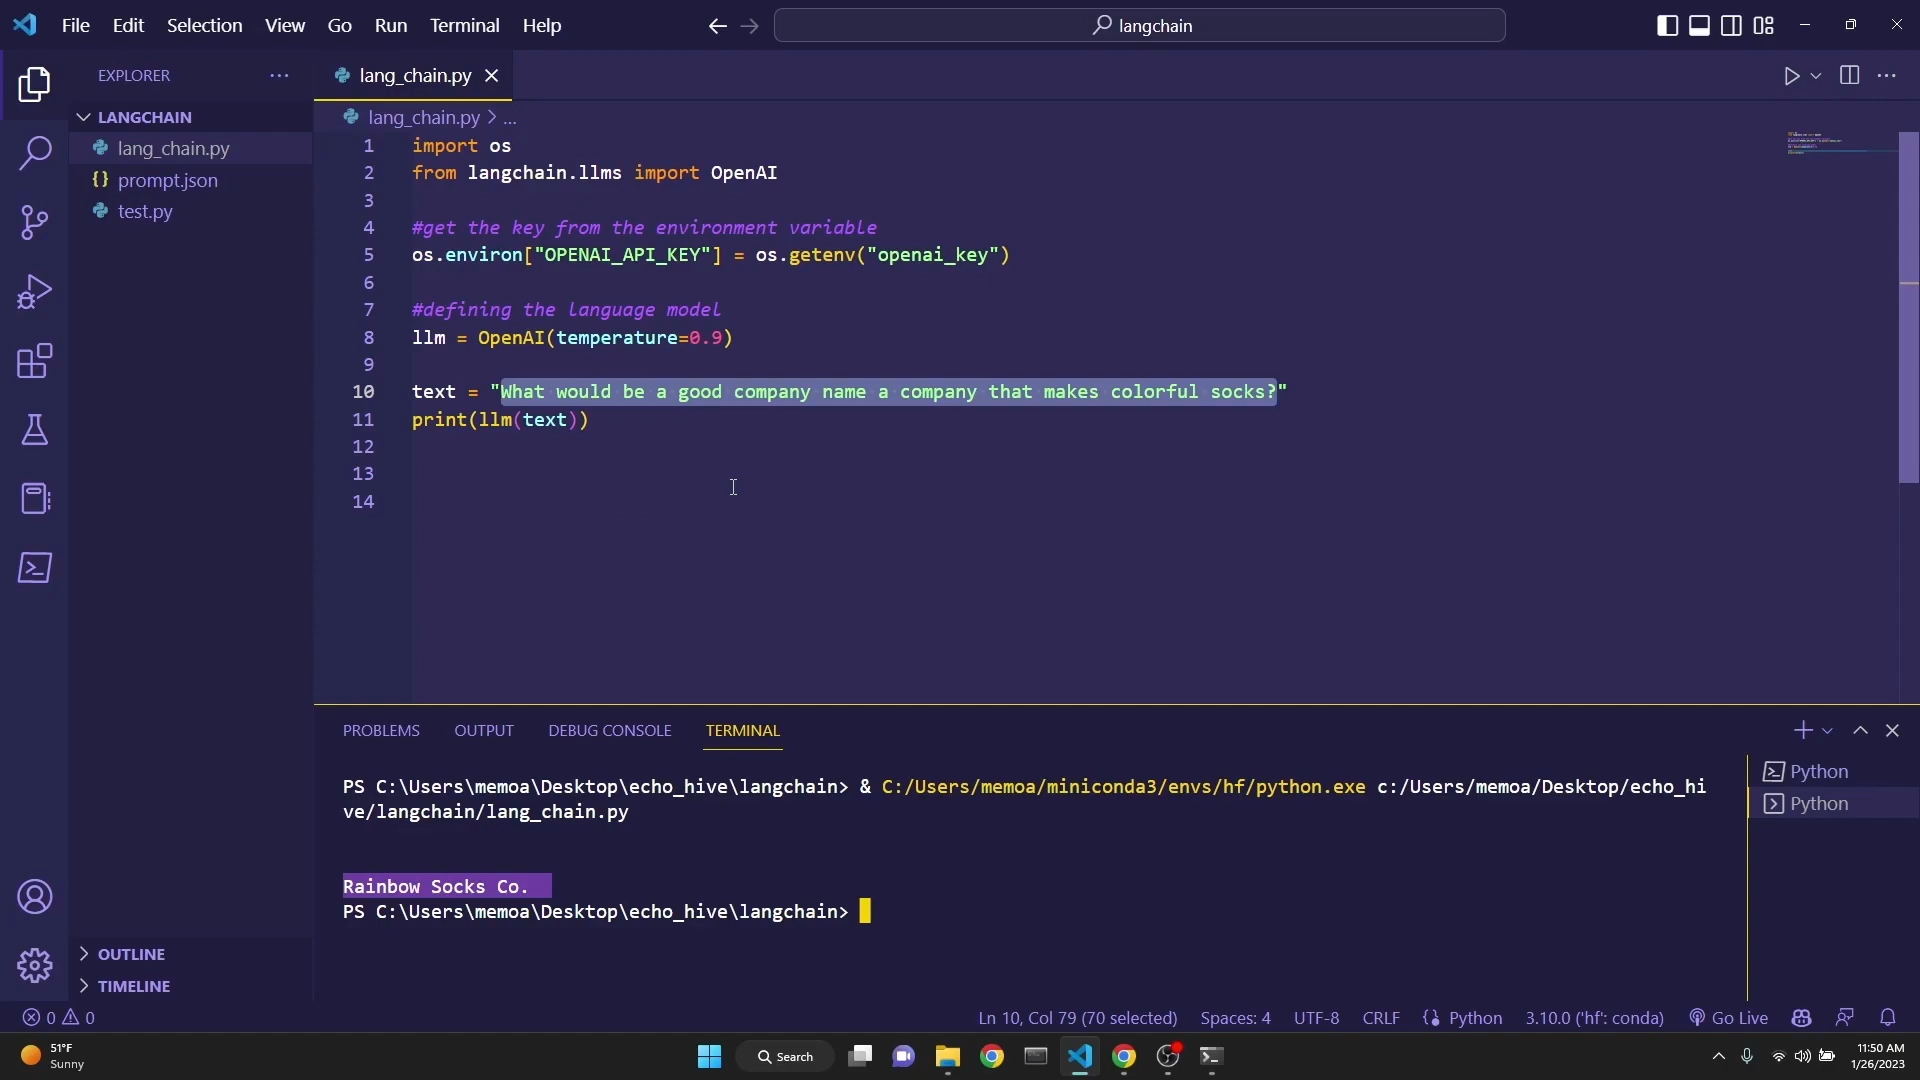 File Edit Selection View Go Run Terminal Help
langchain
EXPLORER
LANGCHAIN
lang_chain.py
{} prompt.json
test.py
OUTLINE
TIMELINE
lang_chain.py
lang_chain.py > ...
1 import os
2 from langchain.llms import OpenAI
3
4 #get the key from the environment variable
5 os.environ["OPENAI_API_KEY"] = os.getenv("openai_key")
6
7 #defining the language model
8 llm = OpenAI(temperature=0.9)
9
10 text = "What would be a good company name a company that makes colorful socks?"
11 print(llm(text))
12
13
14
PROBLEMS OUTPUT DEBUG CONSOLE TERMINAL
PS C:\Users\memoa\Desktop\echo_hive\langchain> & C:/Users/memoa/miniconda3/envs/hf/python.exe c:/Users/memoa/Desktop/echo_hi
ve/langchain/lang_chain.py
Rainbow Socks Co.
PS C:\Users\memoa\Desktop\echo_hive\langchain>
Python
Python
0 0
Ln 10, Col 79 (70 selected) Spaces: 4 UTF-8 CRLF Python 3.10.0 ('hf': conda) Go Live
51°F
Sunny
Search
11:50 AM
1/26/2023